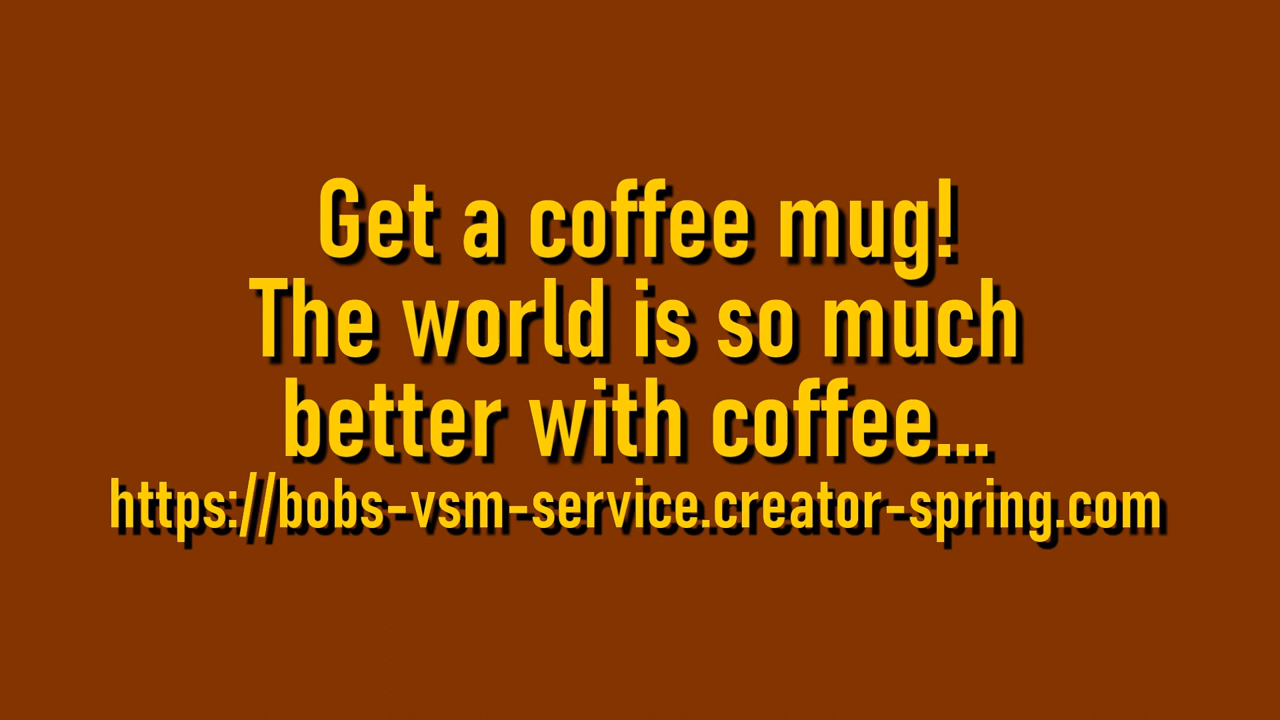 Get a coffee mug!
The world is so much
better with coffee...
https://bobs-vsm-service.creator-spring.com